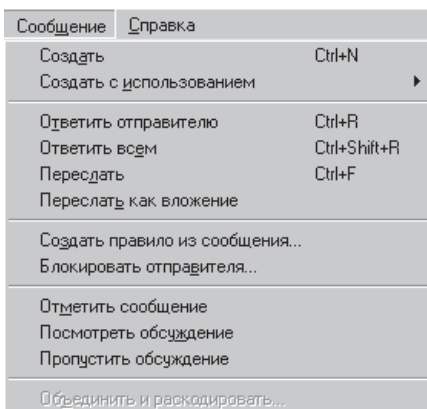 Сообщение Справка
Создать Ctrl+N
Создать с использованием
Ответить отправителю Ctrl+R
Ответить всем Ctrl+Shift+R
Переслать Ctrl+F
Переслать как вложение
Создать правило из сообщения...
Блокировать отправителя...
Отметить сообщение
Посмотреть обсуждение
Пропустить обсуждение
Объединить и раскодировать...